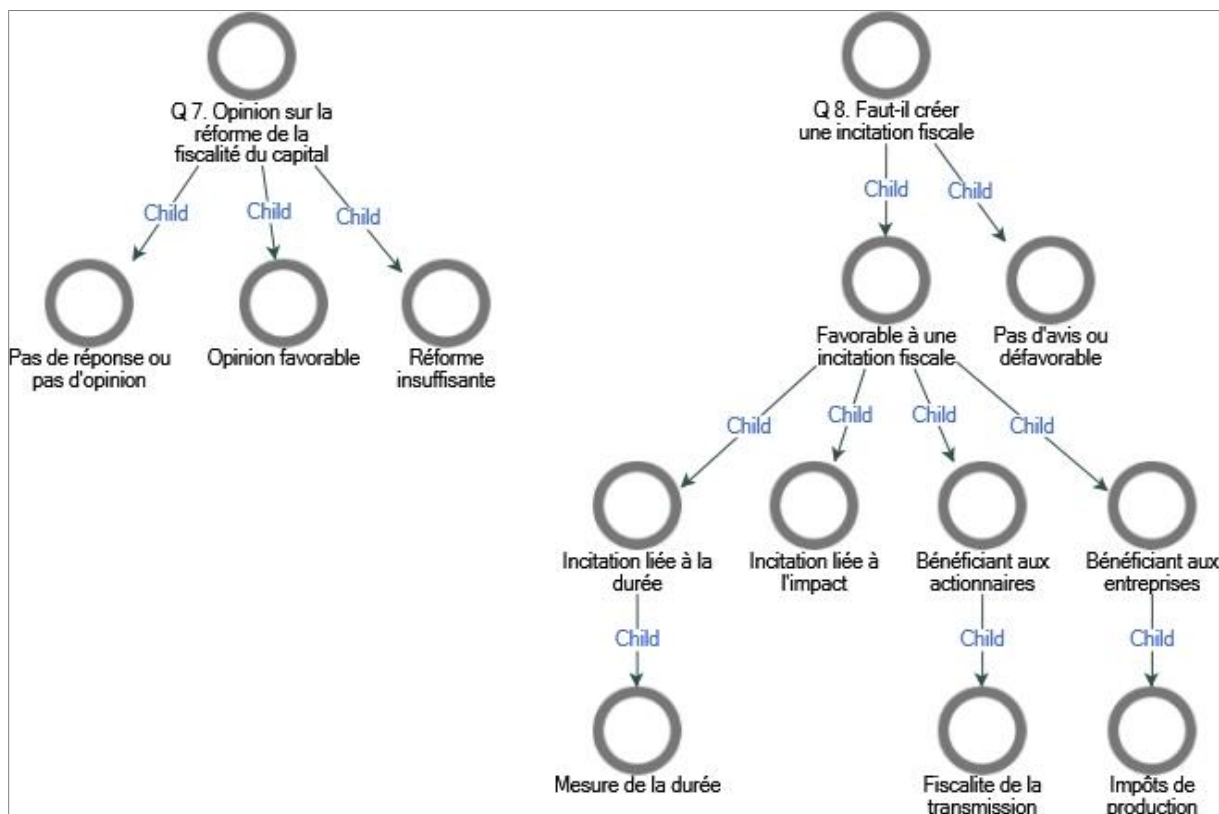 Q 7. Opinion sur la
réforme de la
fiscalité du capital
Q 8. Faut-il créer
une incitation fiscale
Child
Child
Child
Child
Child
Pas de réponse ou
pas d'opinion
Opinion favorable
Réforme
insuffisante
Favorable à une
incitation fiscale
Pas d'avis ou
défavorable
Child
Child
Child
Child
Incitation liée à la
durée
Incitation liée à
l'impact
Bénéficiant aux
actionnaires
Bénéficiant aux
entreprises
Child
Child
Child
Mesure de la durée
Fiscalite de la
transmission
Impôts de
production